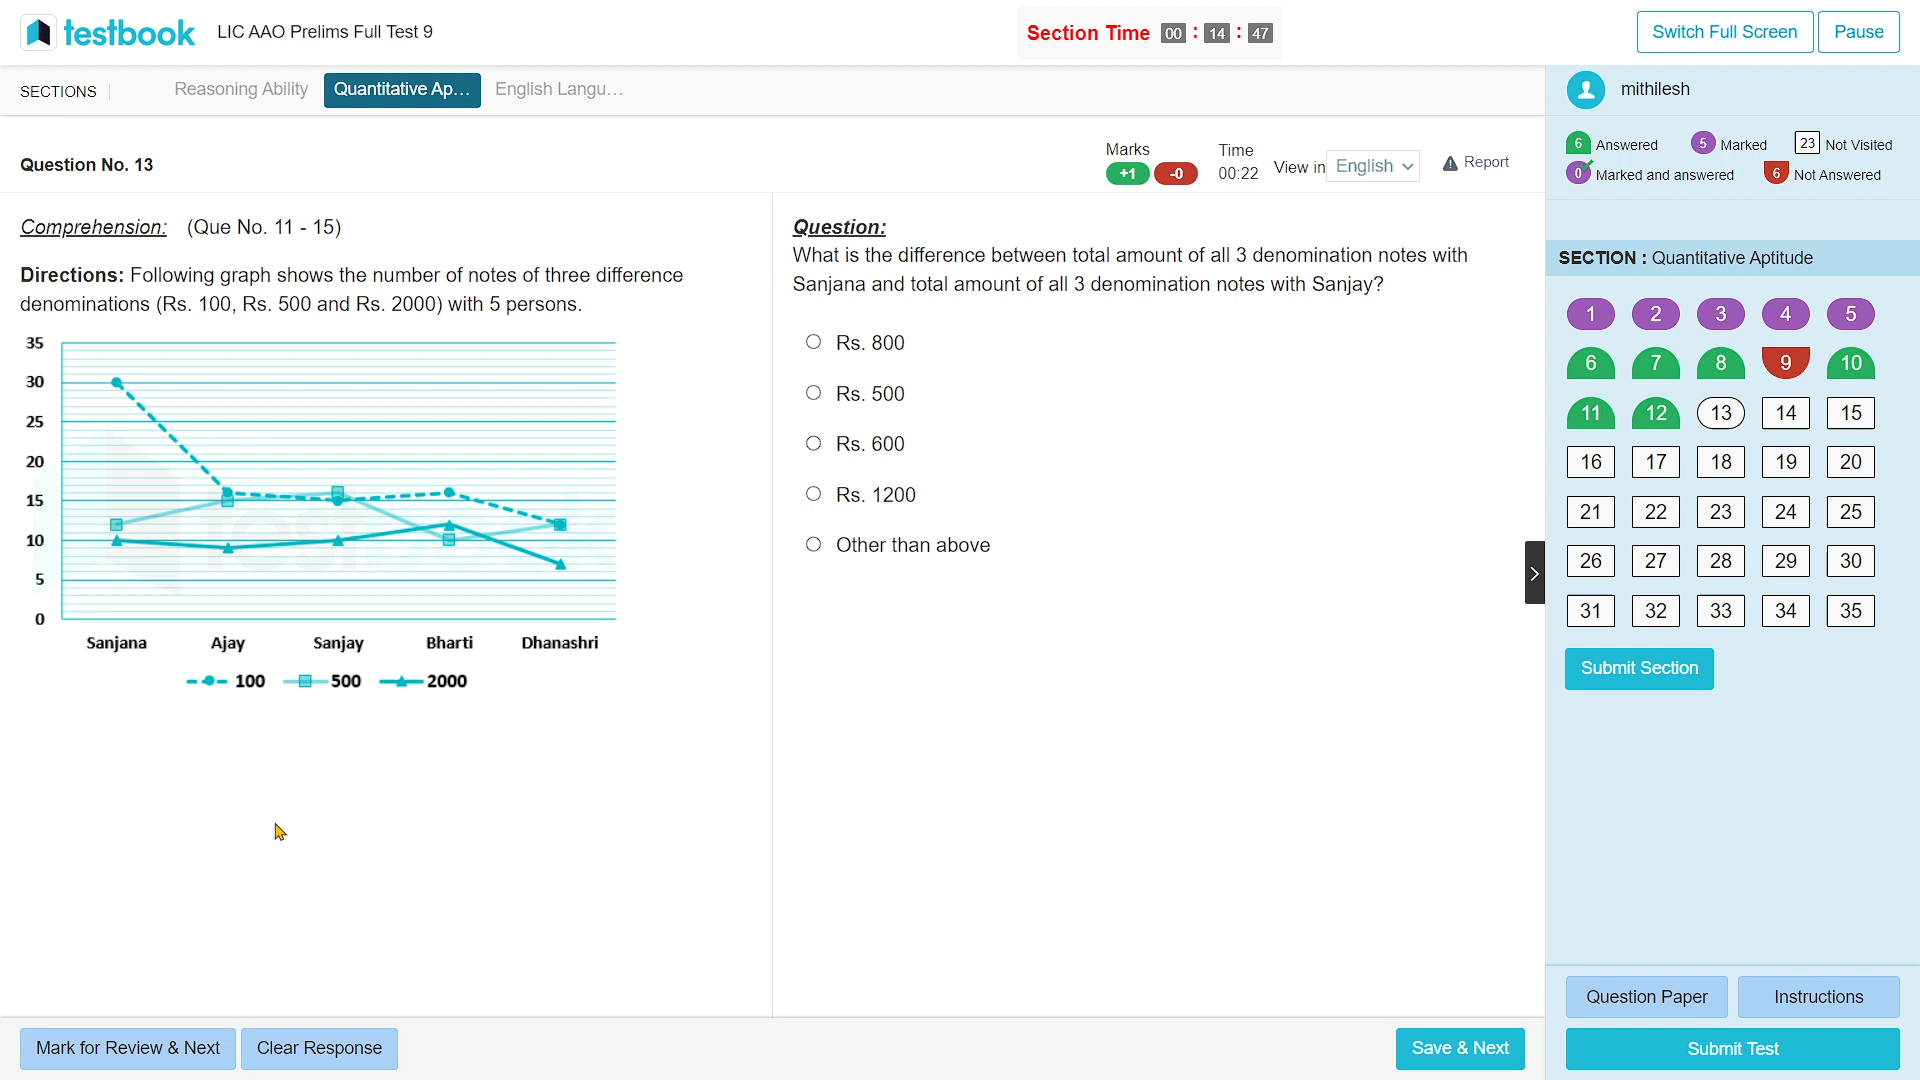 testbook
LIC AAO Prelims Full Test 9
Section Time 00 : 14 : 47
Switch Full Screen
Pause
SECTIONS
Reasoning Ability
Quantitative Ap...
English Langu...
mithilesh
6 Answered
5 Marked
23 Not Visited
0 Marked and answered
6 Not Answered
Question No. 13
Marks
+1 -0
Time
00:22
View in English
Report
Comprehension: (Que No. 11 - 15)
Directions: Following graph shows the number of notes of three difference
denominations (Rs. 100, Rs. 500 and Rs. 2000) with 5 persons.
35
30
25
20
15
10
5
0
Sanjana Ajay Sanjay Bharti Dhanashri
100 500 2000
testbook
Question:
What is the difference between total amount of all 3 denomination notes with
Sanjana and total amount of all 3 denomination notes with Sanjay?
Rs. 800
Rs. 500
Rs. 600
Rs. 1200
Other than above
SECTION : Quantitative Aptitude
1 2 3 4 5
6 7 8 9 10
11 12 13 14 15
16 17 18 19 20
21 22 23 24 25
26 27 28 29 30
31 32 33 34 35
Submit Section
Question Paper
Instructions
Mark for Review & Next
Clear Response
Save & Next
Submit Test